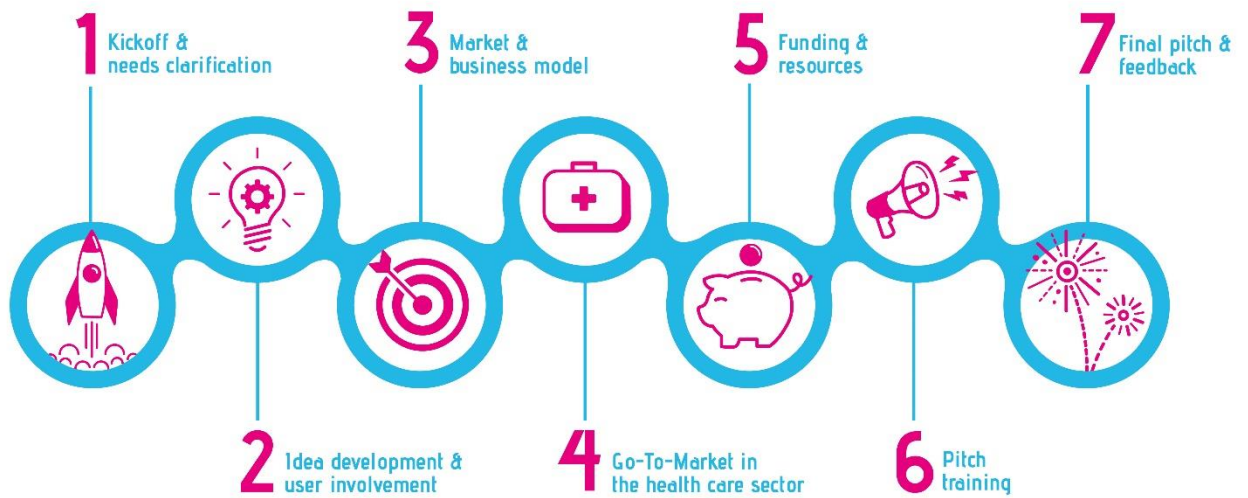 1 Kickoff &
needs clarification
2 Idea development &
user involvement
3 Market &
business model
4 Go-To-Market in
the health care sector
5 Funding &
resources
6 Pitch
training
7 Final pitch &
feedback